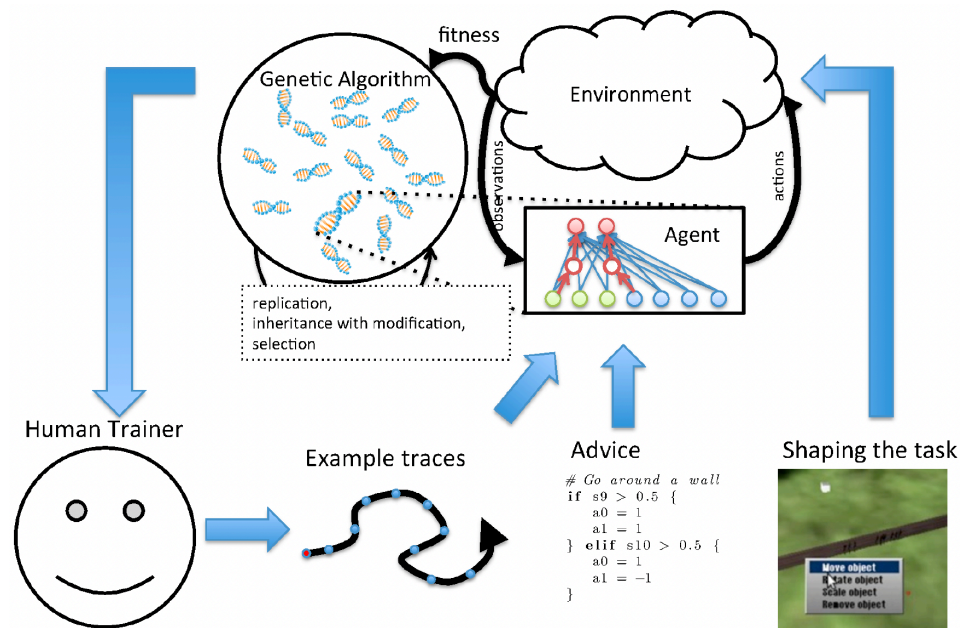 fitness
Genetic Algorithm
Environment
observations
actions
Agent
replication,
inheritance with modification,
selection
Human Trainer
Example traces
Advice
# Go around a wall
if s9 > 0.5 {
a0 = 1
a1 = 1
} elif s10 > 0.5 {
a0 = 1
a1 = −1
}
Shaping the task
Move object
Rotate object
Scale object
Remove object